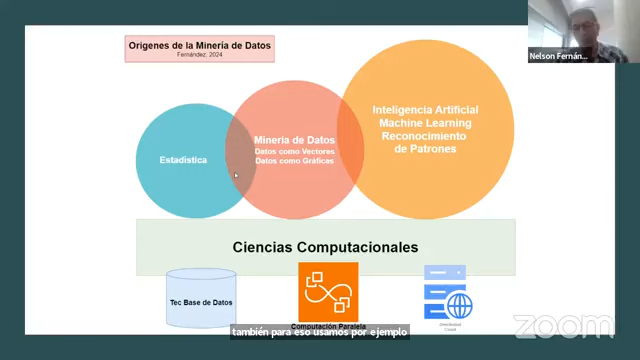 Origenes de la Minería de Datos
Fernández, 2024
Nelson Fernán...
Inteligencia Artificial
Machine Learning
Reconocimiento
de Patrones
Minería de Datos
Datos como Vectores
Datos como Gráficas
Estadística
Ciencias Computacionales
Tec Base de Datos
Computación Paralela
también para eso usamos por ejemplo
zoom